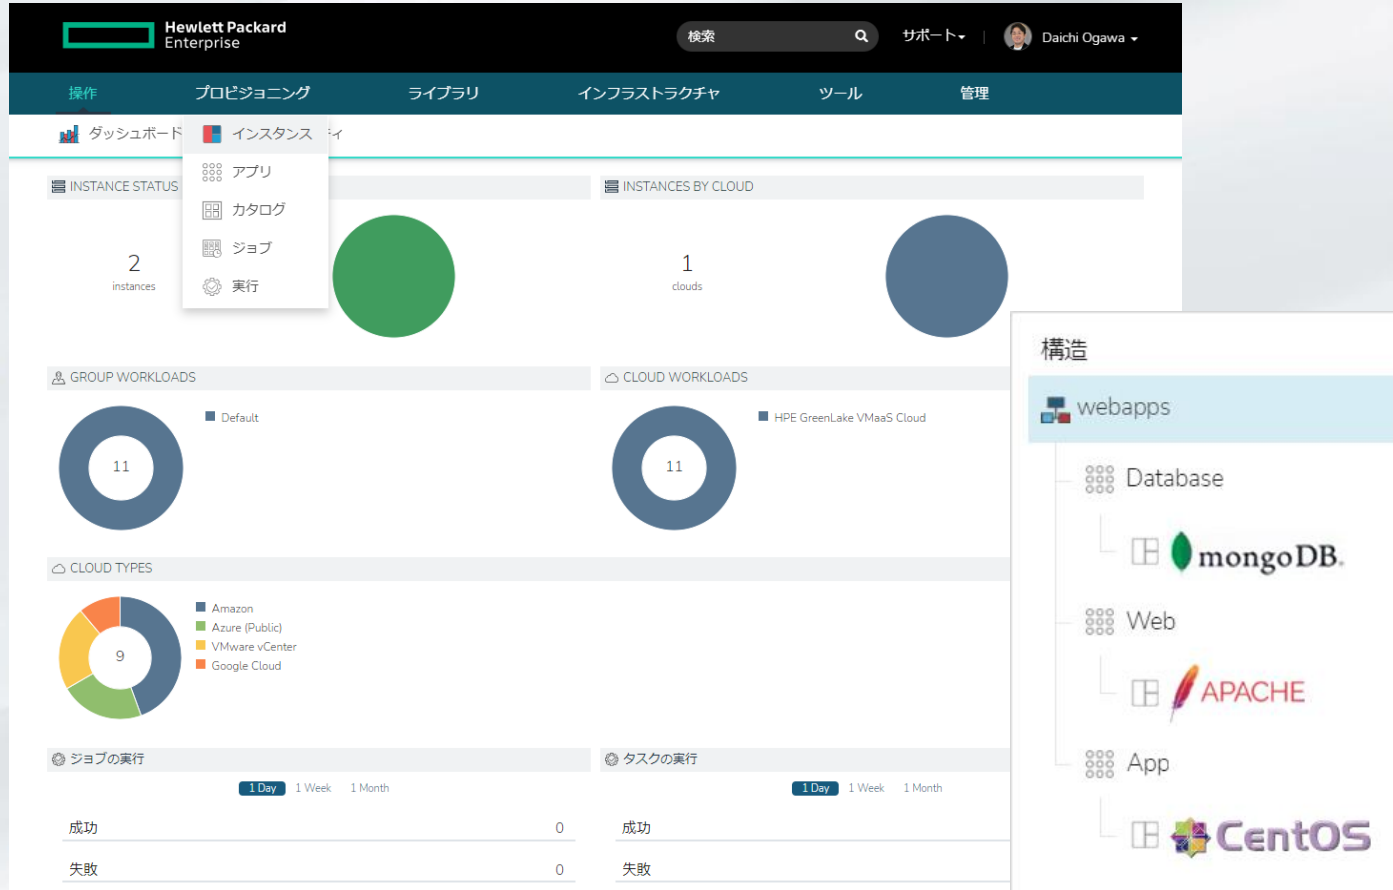 Hewlett Packard
Enterprise
検索
サポート
Daichi Ogawa
操作
プロビジョニング
ライブラリ
インフラストラクチャ
ツール
管理
ダッシュボード
ィ
インスタンス
アプリ
カタログ
ジョブ
実行
INSTANCE STATUS
2
instances
INSTANCES BY CLOUD
1
clouds
GROUP WORKLOADS
11
Default
CLOUD WORKLOADS
11
HPE GreenLake VMaaS Cloud
CLOUD TYPES
9
Amazon
Azure (Public)
VMware vCenter
Google Cloud
ジョブの実行
1 Day 1 Week 1 Month
成功 0
失敗 0
タスクの実行
1 Day 1 Week 1 Month
成功
失敗
構造
webapps
Database
mongoDB.
Web
APACHE
App
CentOS